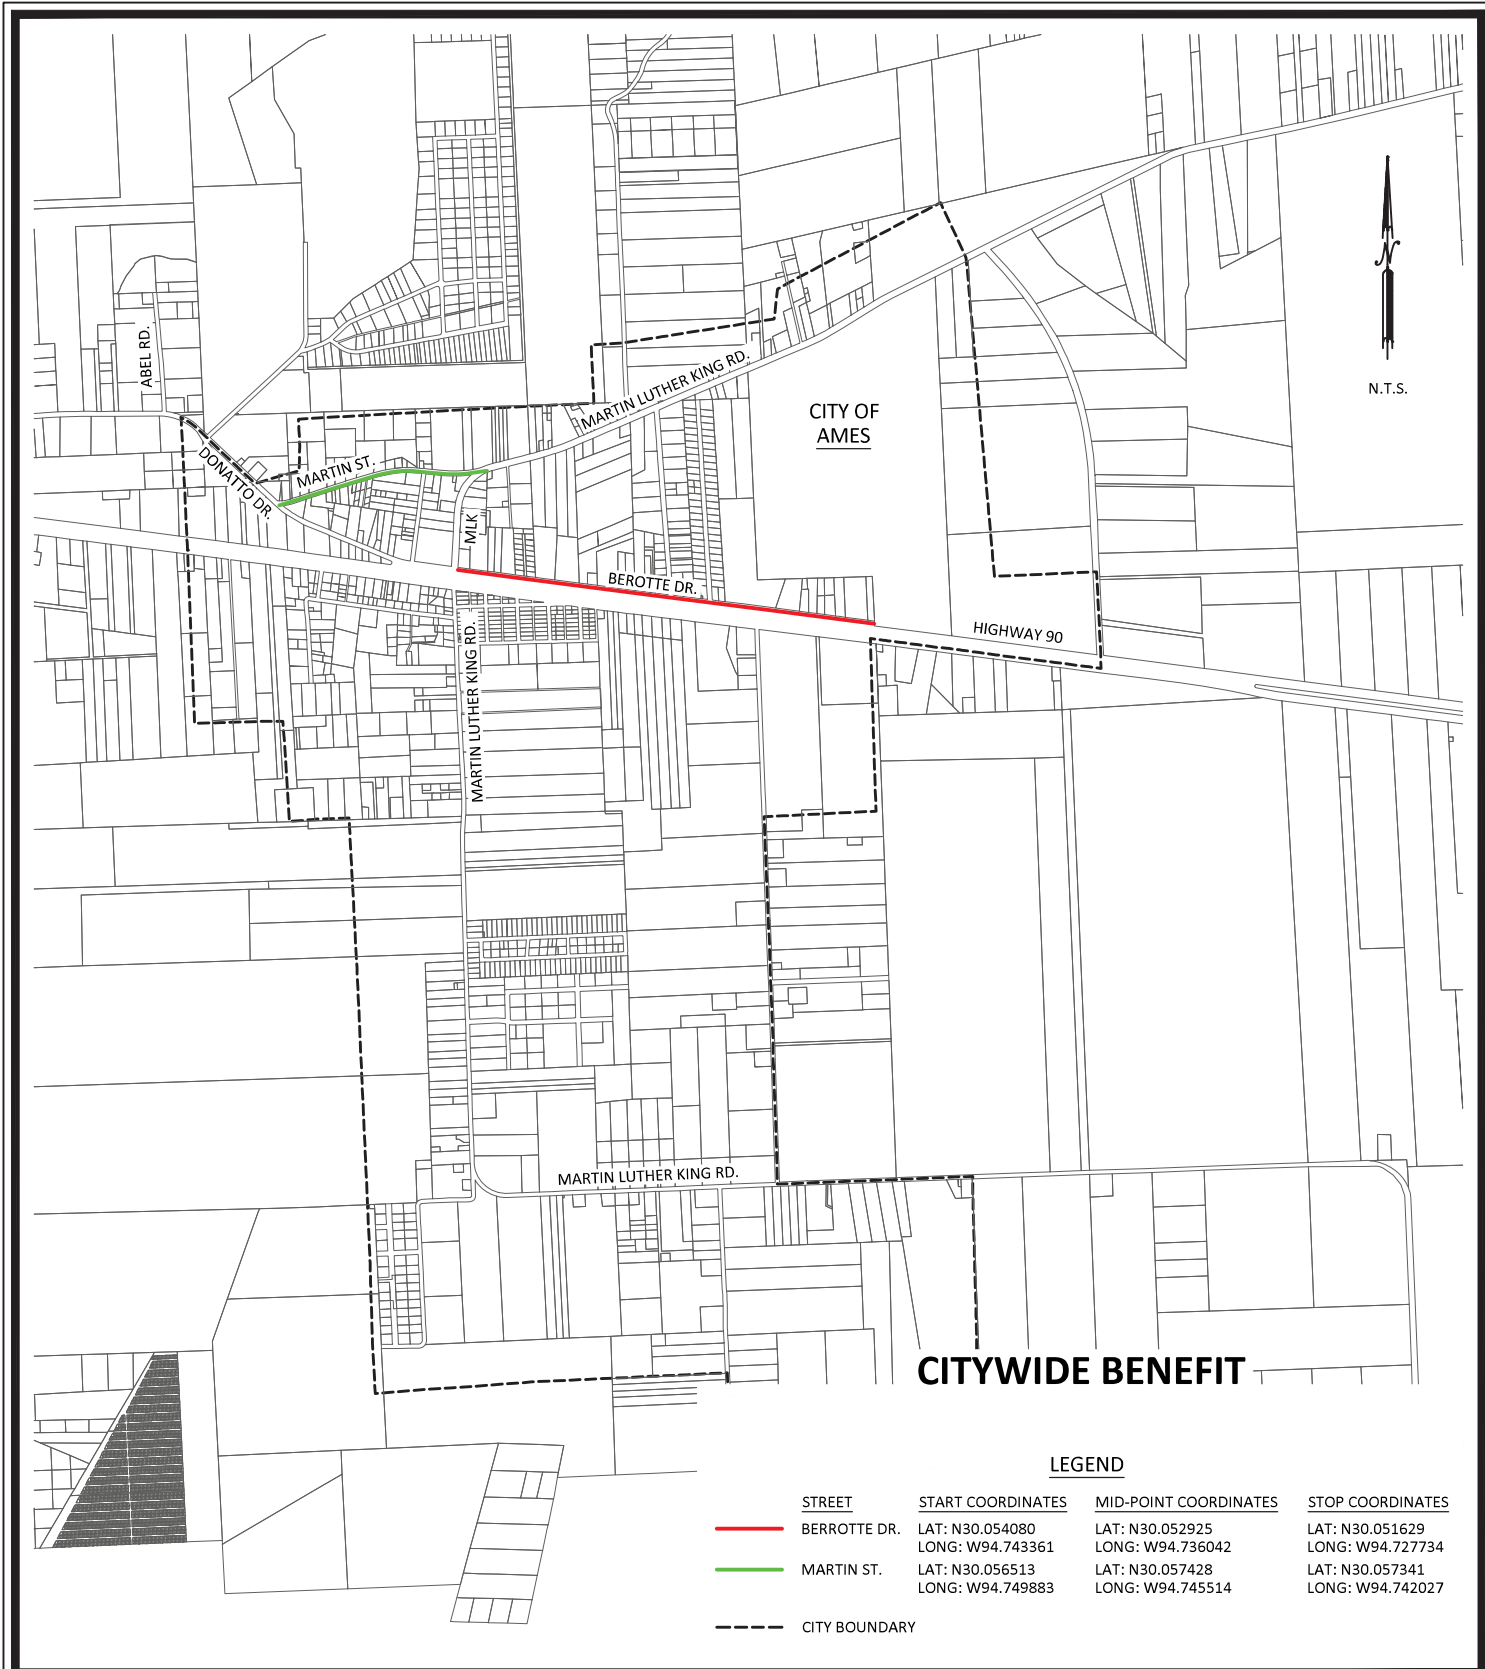 N
N.T.S.
ABEL RD.
MARTIN LUTHER KING RD.
CITY OF
AMES
DONATTO DR.
MARTIN ST.
MLK
BEROTTE DR.
HIGHWAY 90
MARTIN LUTHER KING RD.
MARTIN LUTHER KING RD.
CITYWIDE BENEFIT
LEGEND
STREET START COORDINATES MID-POINT COORDINATES STOP COORDINATES
BERROTTE DR. LAT: N30.054080 LAT: N30.052925 LAT: N30.051629
LONG: W94.743361 LONG: W94.736042 LONG: W94.727734
MARTIN ST. LAT: N30.056513 LAT: N30.057428 LAT: N30.057341
LONG: W94.749883 LONG: W94.745514 LONG: W94.742027
CITY BOUNDARY